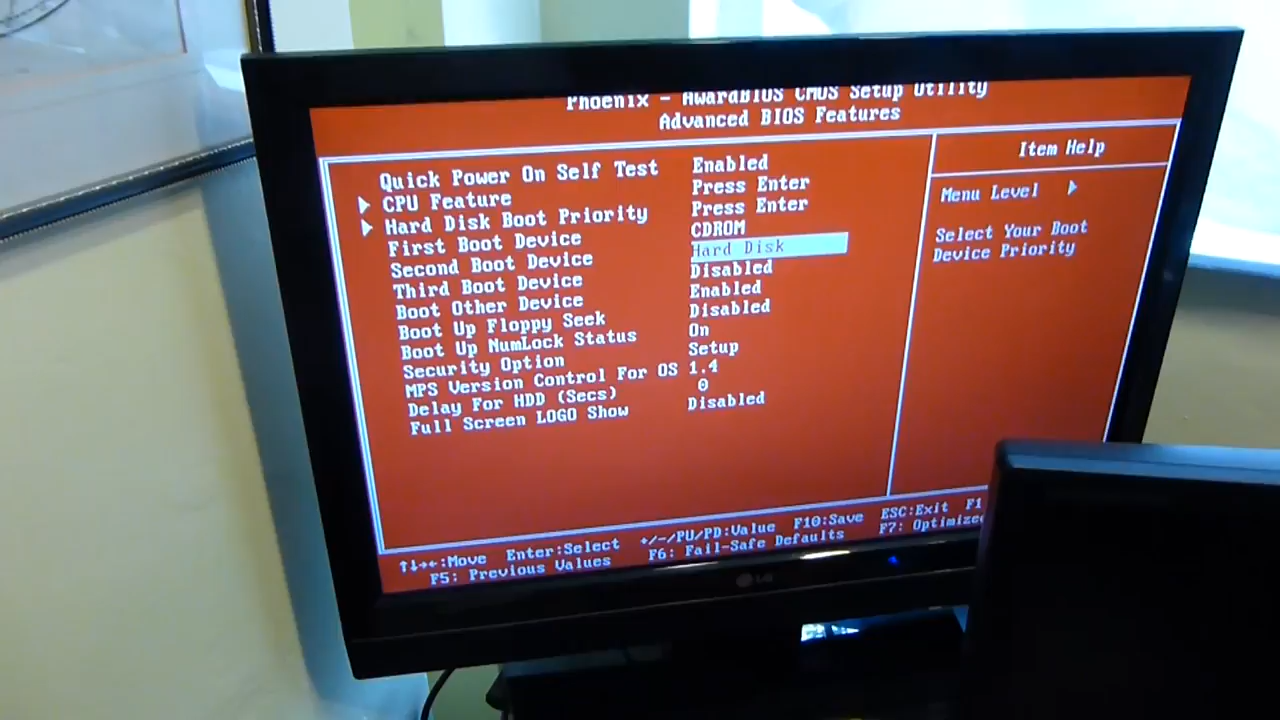 Phoenix - AwardBIOS CMOS Setup Utility
Advanced BIOS Features
Quick Power On Self Test Enabled
CPU Feature Press Enter
Hard Disk Boot Priority Press Enter
First Boot Device CDROM
Second Boot Device Hard Disk
Third Boot Device Disabled
Boot Other Device Enabled
Boot Up Floppy Seek Disabled
Boot Up NumLock Status On
Security Option Setup
MPS Version Control For OS 1.4
Delay For HDD (Secs) 0
Full Screen LOGO Show Disabled
Item Help
Menu Level
Select Your Boot
Device Priority
↑↓→←:Move Enter:Select +/-/PU/PD:Value F10:Save ESC:Exit F1
F5: Previous Values F6: Fail-Safe Defaults F7: Optimize
LG